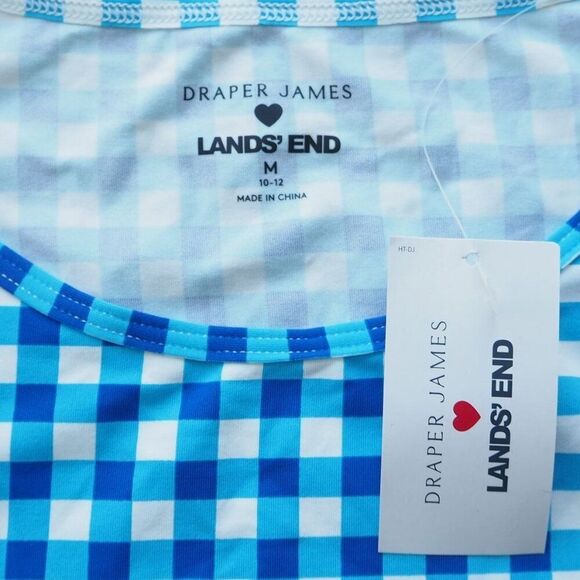 DRAPER JAMES
LANDS' END
M
10-12
MADE IN CHINA
HT-DJ
DRAPER JAMES
LANDS' END